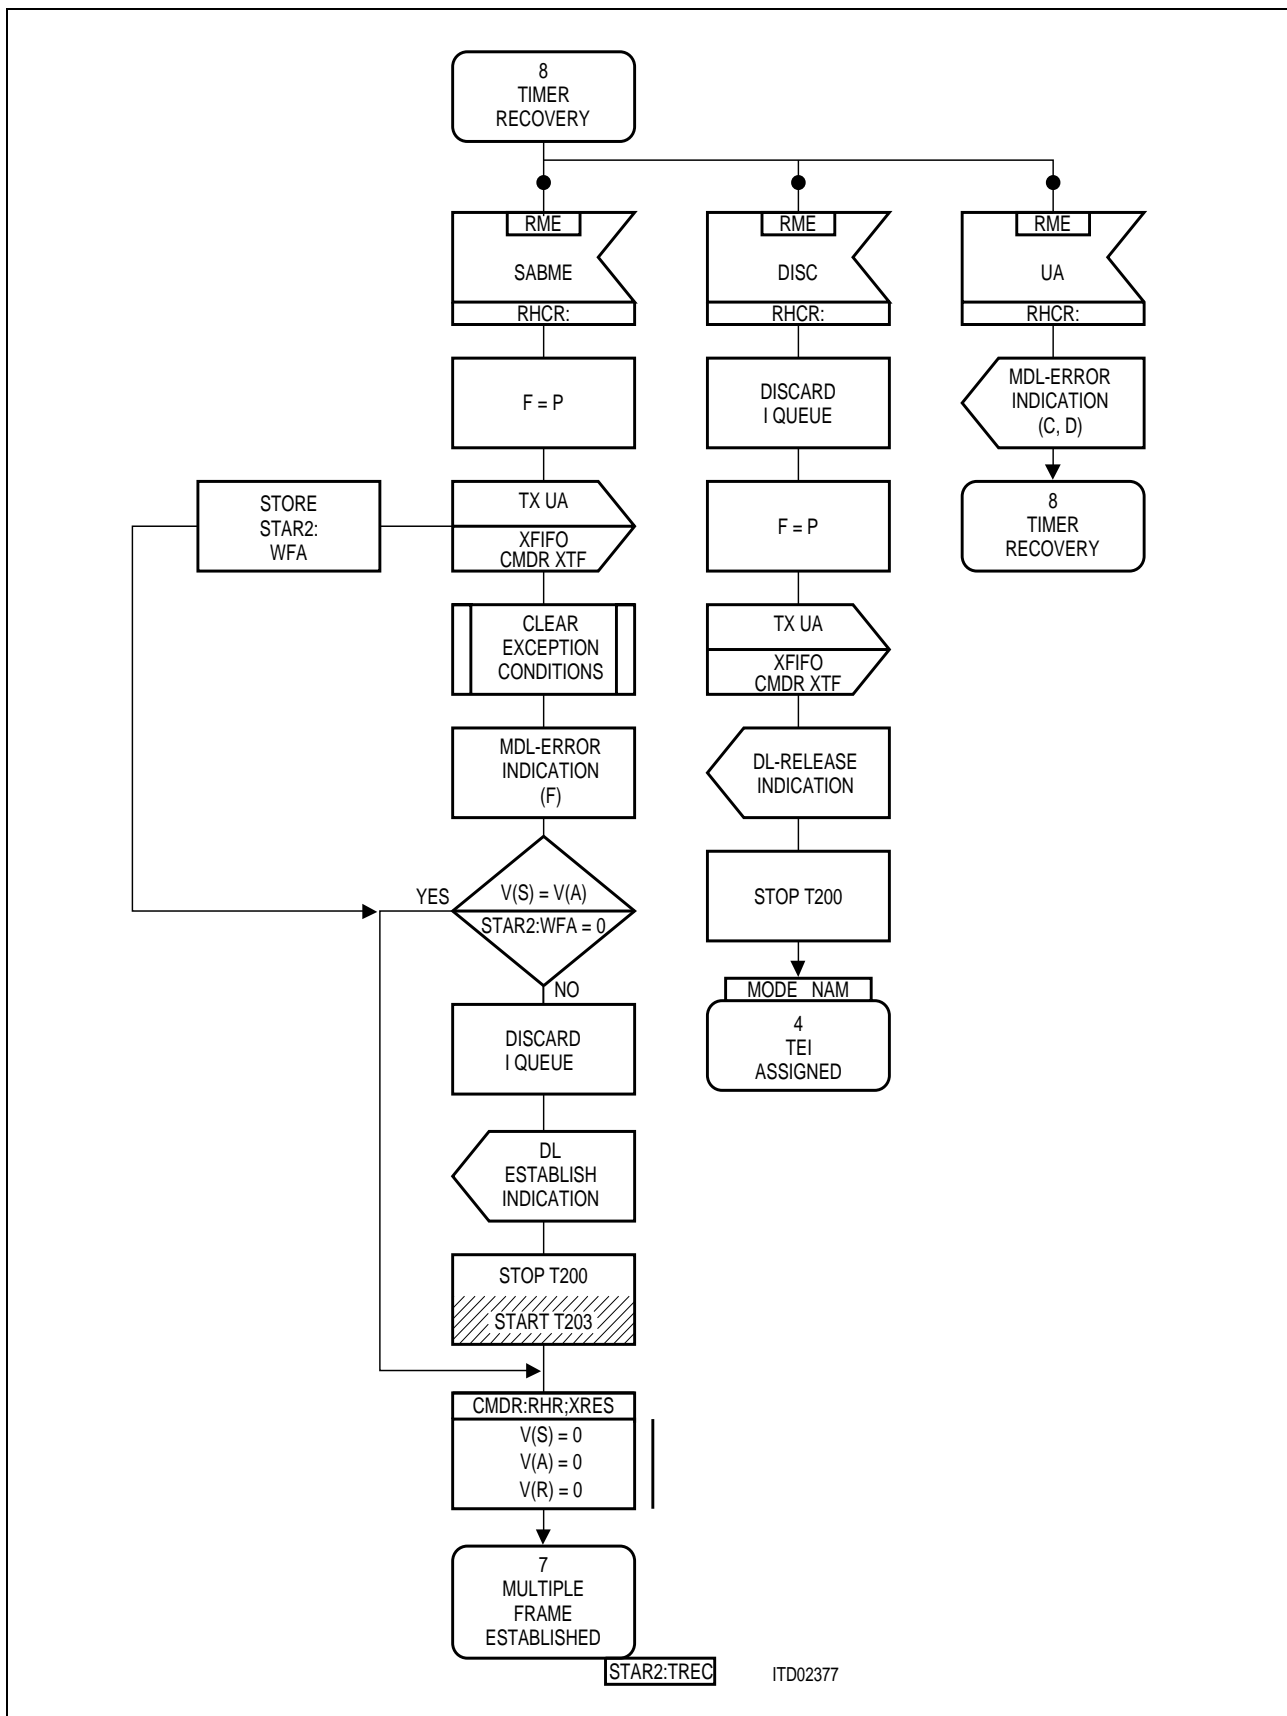 8
TIMER
RECOVERY
RME
SABME
RHCR:
RME
DISC
RHCR:
RME
UA
RHCR:
F = P
DISCARD
I QUEUE
MDL-ERROR
INDICATION
(C, D)
STORE
STAR2:
WFA
TX UA
XFIFO
CMDR XTF
F = P
8
TIMER
RECOVERY
CLEAR
EXCEPTION
CONDITIONS
TX UA
XFIFO
CMDR XTF
MDL-ERROR
INDICATION
(F)
DL-RELEASE
INDICATION
YES
V(S) = V(A)
STAR2:WFA = 0
NO
STOP T200
MODE NAM
4
TEI
ASSIGNED
DISCARD
I QUEUE
DL
ESTABLISH
INDICATION
STOP T200
START T203
CMDR:RHR;XRES
V(S) = 0
V(A) = 0
V(R) = 0
7
MULTIPLE
FRAME
ESTABLISHED
STAR2:TREC
ITD02377